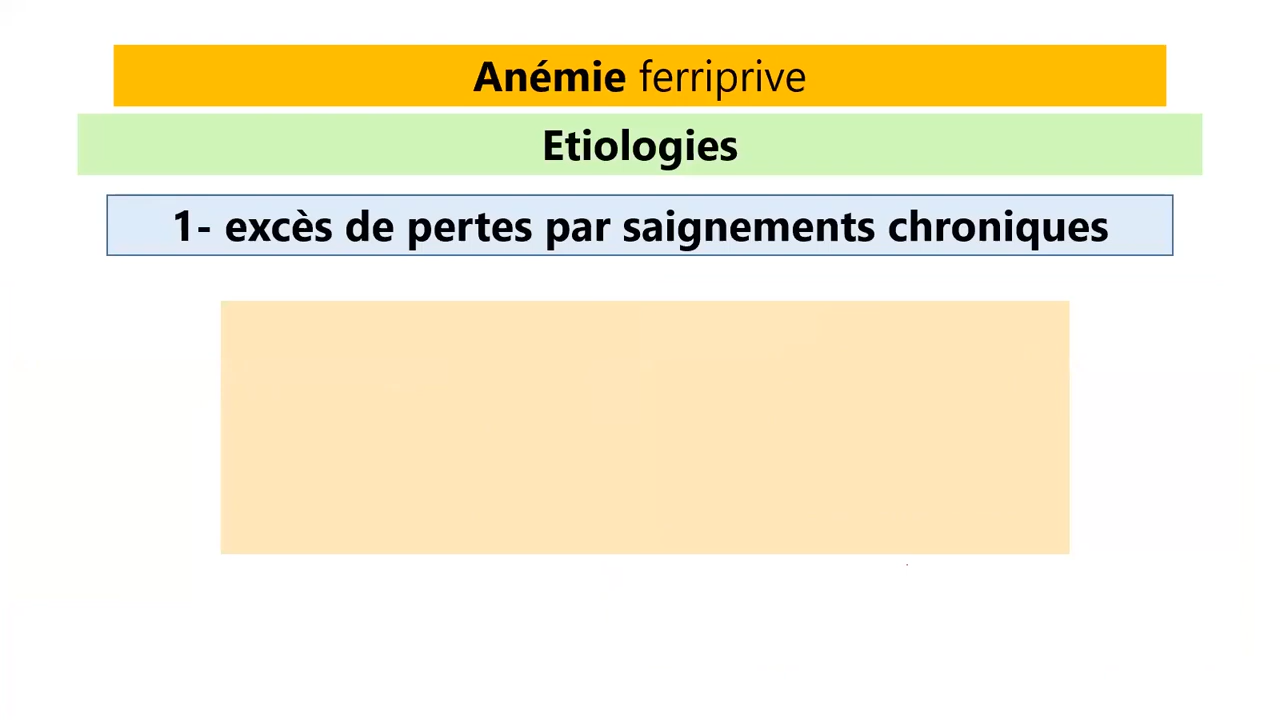 Anémie ferriprive
Etiologies
1- excès de pertes par saignements chroniques